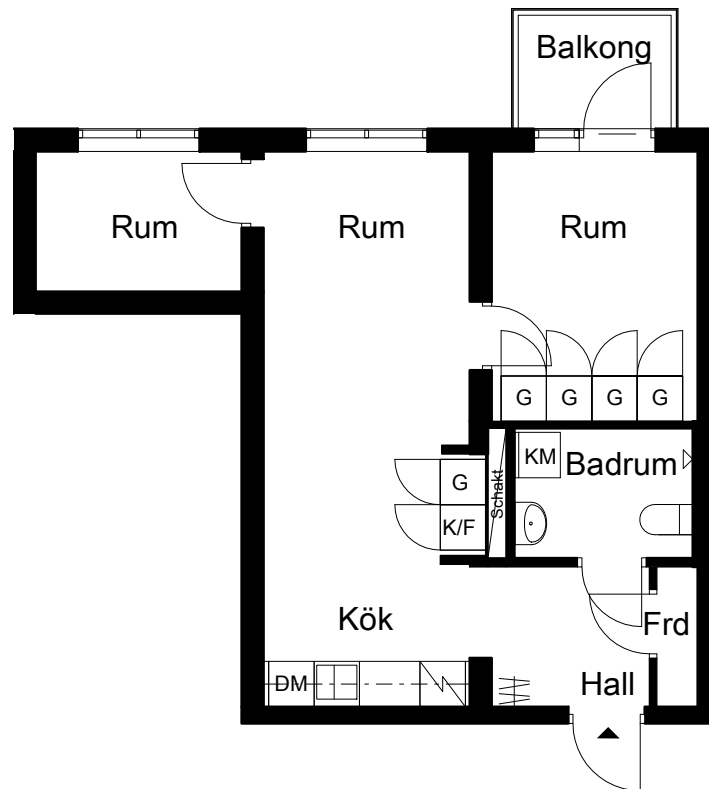 Balkong
Rum
Rum
Rum
G
G
G
G
KM
Badrum
G
K/F
Schakt
Kök
Frd
DM
Hall